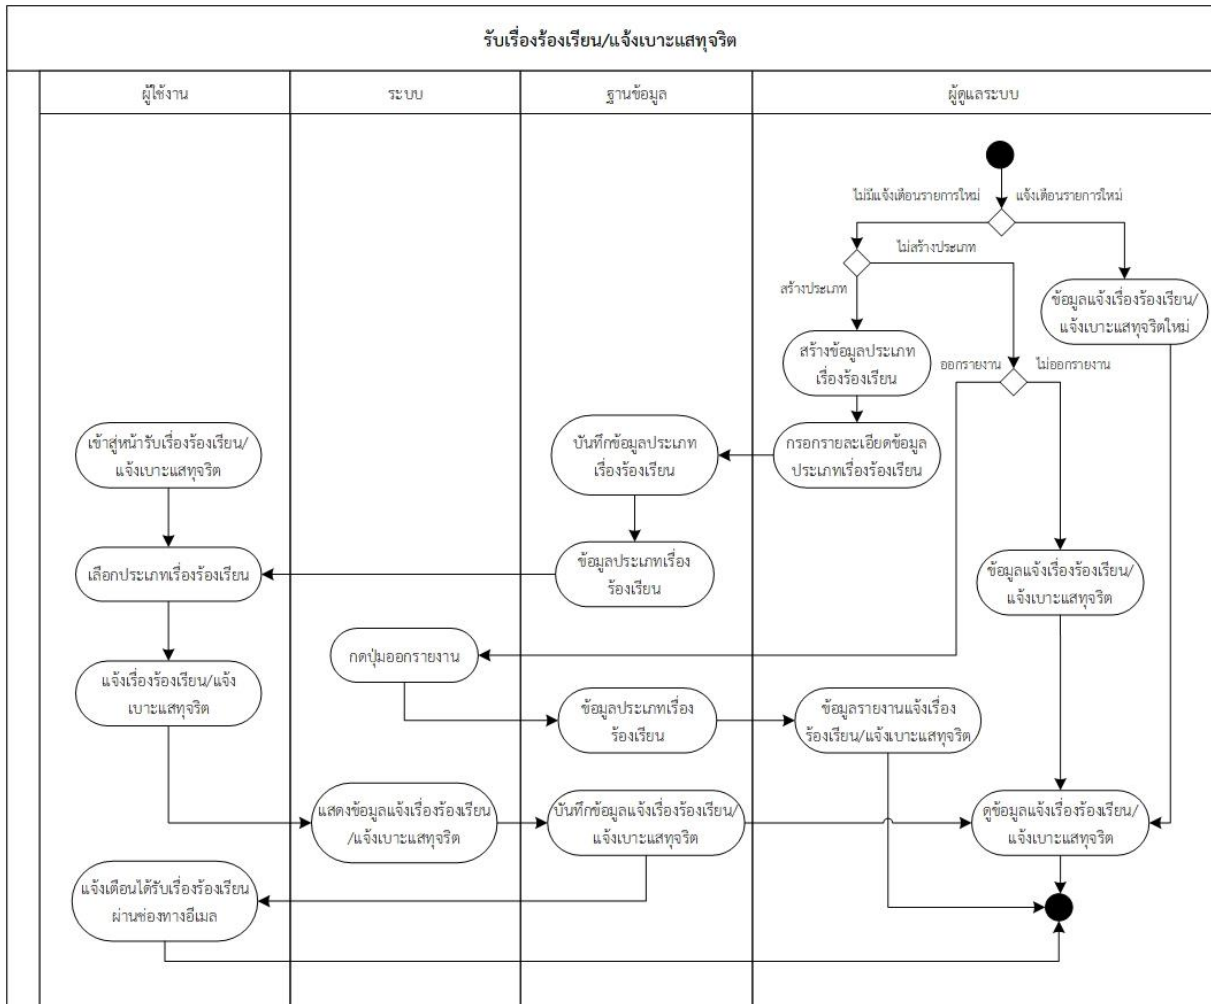 รับเรื่องร้องเรียน/แจ้งเบาะแสทุจริต
ผู้ใช้งาน
ระบบ
ฐานข้อมูล
ผู้ดูแลระบบ
ไม่มีแจ้งเตือนรายการใหม่
แจ้งเตือนรายการใหม่
ไม่สร้างประเภท
สร้างประเภท
ข้อมูลแจ้งเรื่องร้องเรียน/
แจ้งเบาะแสทุจริตใหม่
สร้างข้อมูลประเภท
เรื่องร้องเรียน
ออกรายงาน
ไม่ออกรายงาน
เข้าสู่หน้ารับเรื่องร้องเรียน/
แจ้งเบาะแสทุจริต
บันทึกข้อมูลประเภท
เรื่องร้องเรียน
กรอกรายละเอียดข้อมูล
ประเภทเรื่องร้องเรียน
เลือกประเภทเรื่องร้องเรียน
ข้อมูลประเภทเรื่อง
ร้องเรียน
ข้อมูลแจ้งเรื่องร้องเรียน/
แจ้งเบาะแสทุจริต
กดปุ่มออกรายงาน
แจ้งเรื่องร้องเรียน/แจ้ง
เบาะแสทุจริต
ข้อมูลประเภทเรื่อง
ร้องเรียน
ข้อมูลรายงานแจ้งเรื่อง
ร้องเรียน/แจ้งเบาะแสทุจริต
แสดงข้อมูลแจ้งเรื่องร้องเรียน
/แจ้งเบาะแสทุจริต
บันทึกข้อมูลแจ้งเรื่องร้องเรียน/
แจ้งเบาะแสทุจริต
ดูข้อมูลแจ้งเรื่องร้องเรียน/
แจ้งเบาะแสทุจริต
แจ้งเตือนได้รับเรื่องร้องเรียน
ผ่านช่องทางอีเมล